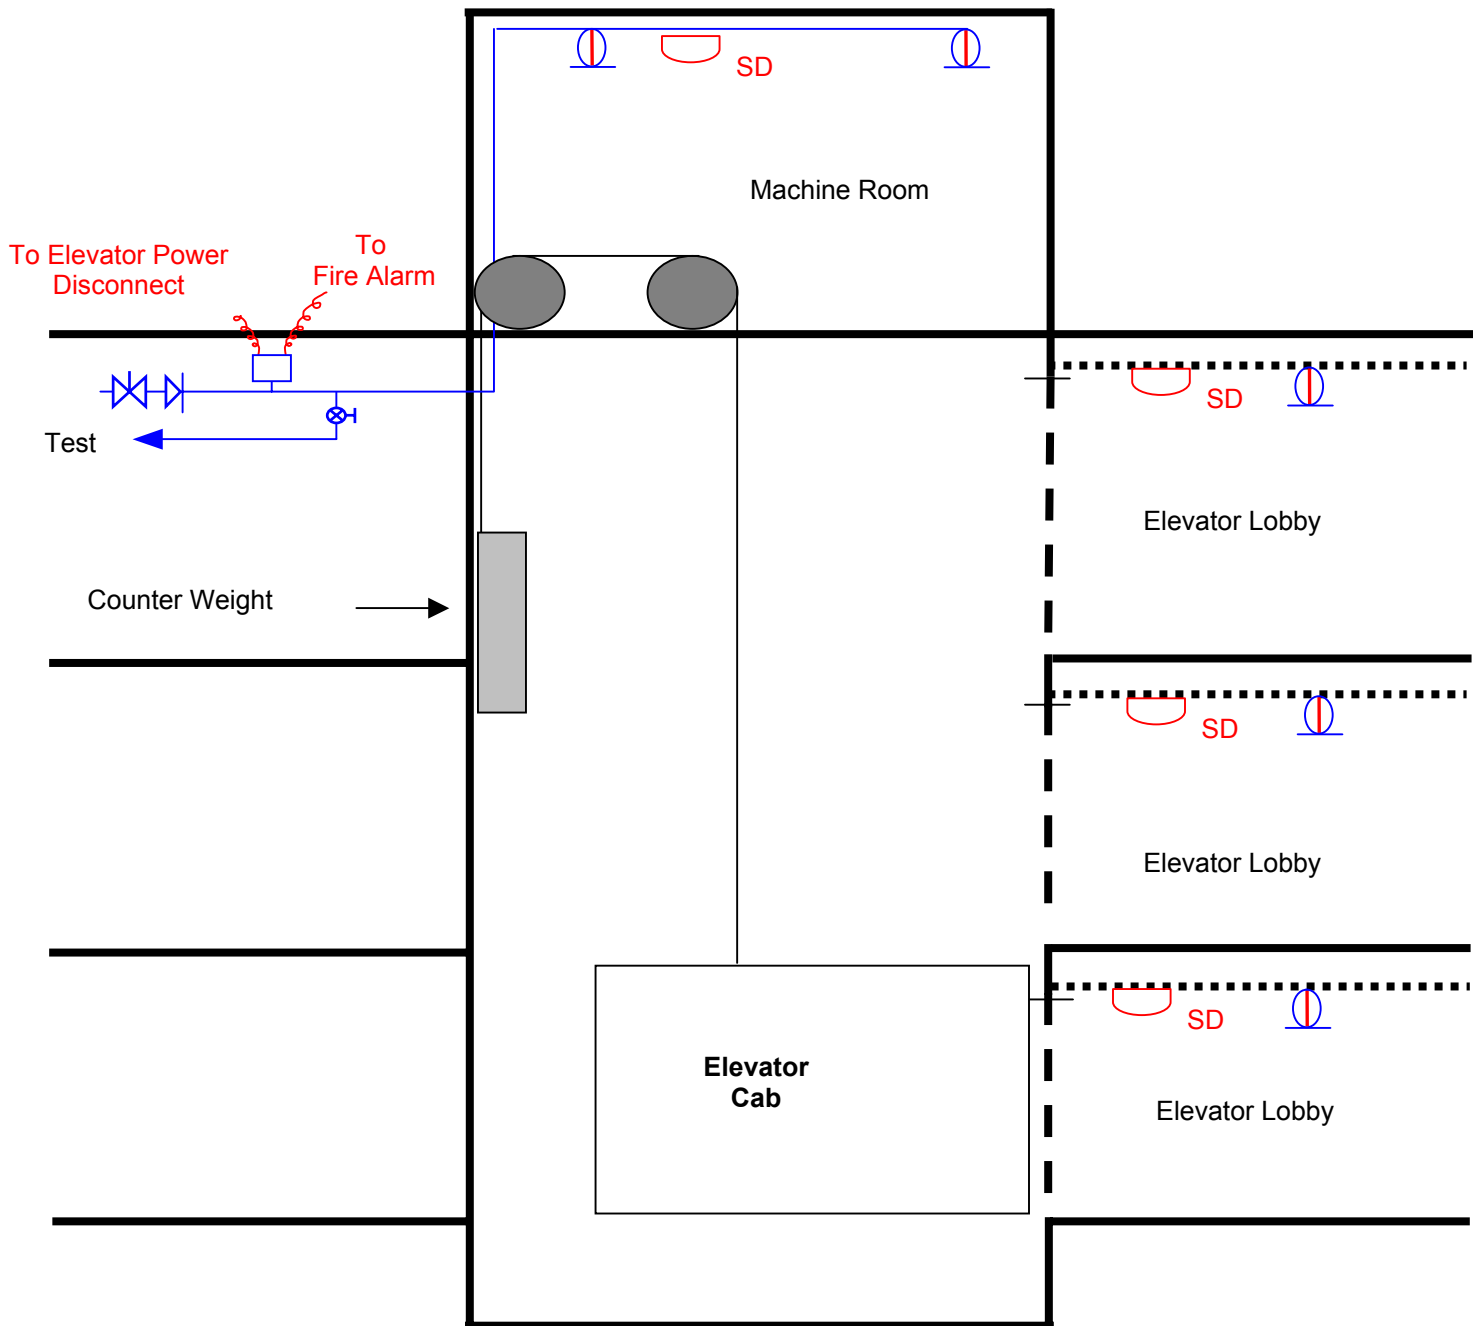 SD
Machine Room
To Elevator Power
Disconnect
To
Fire Alarm
SD
Test
Elevator Lobby
Counter Weight
SD
Elevator Lobby
SD
Elevator
Cab
Elevator Lobby